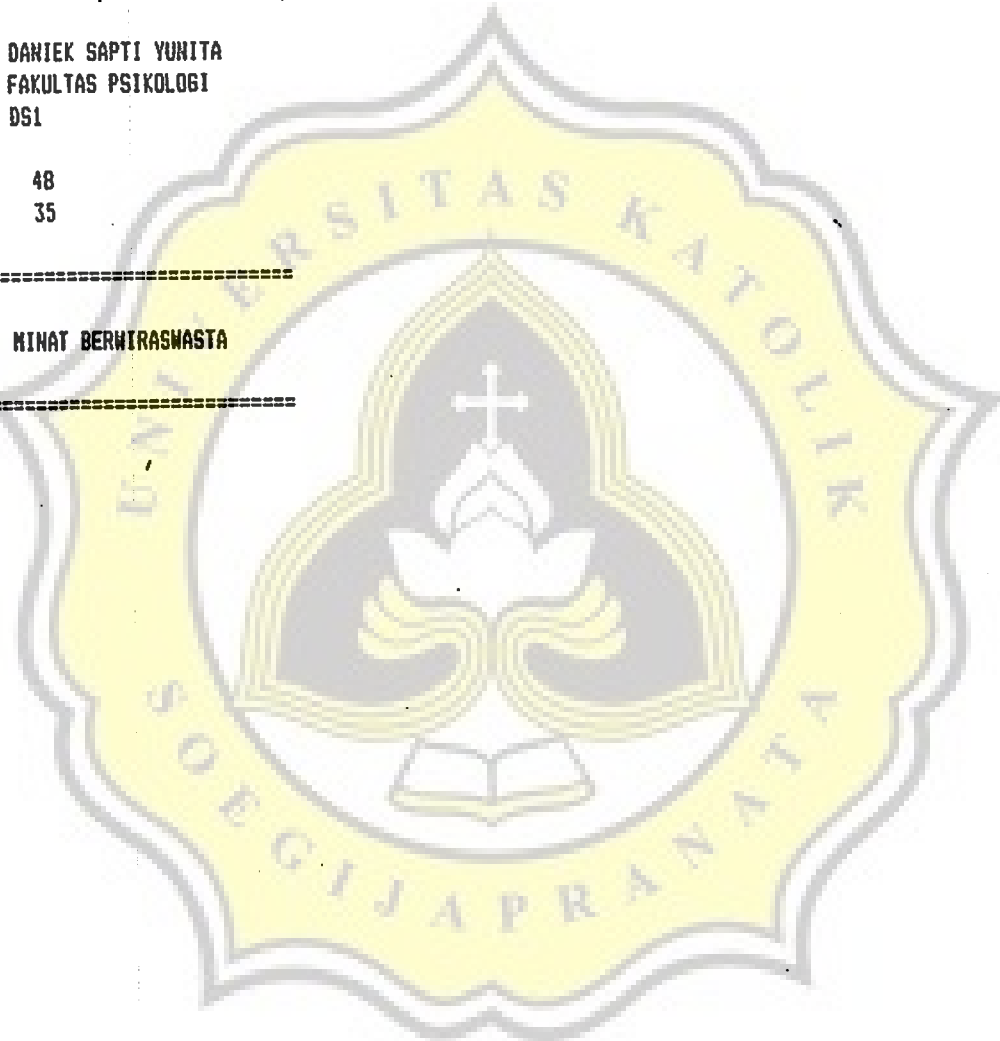 DANIEK SAPTI YUNITA
FAKULTAS PSIKOLOGI
DS1
48
35
==============================
MINAT BERWIRASWASTA
==============================
UNIVERSITAS KATOLIK
SOEGIJAPRANATA